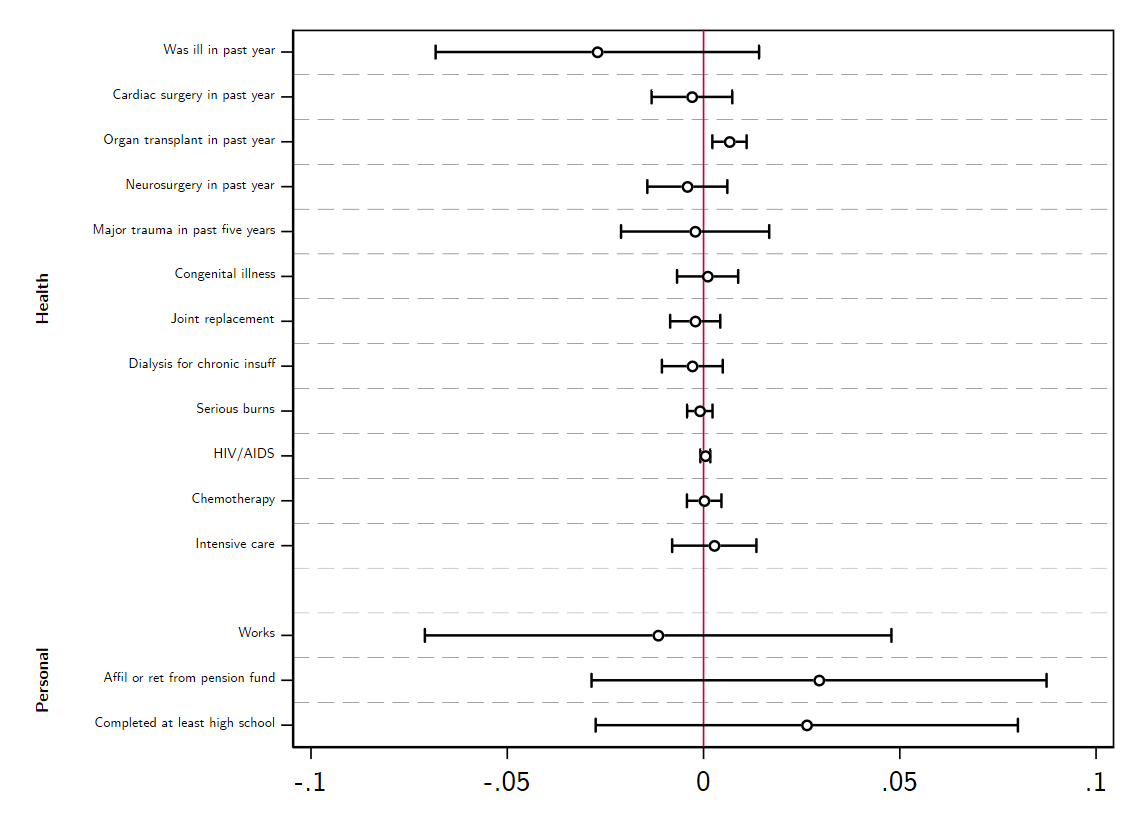 Health
Was ill in past year
Cardiac surgery in past year
Organ transplant in past year
Neurosurgery in past year
Major trauma in past five years
Congenital illness
Joint replacement
Dialysis for chronic insuff
Serious burns
HIV/AIDS
Chemotherapy
Intensive care
Personal
Works
Affil or ret from pension fund
Completed at least high school
-.1 -.05 0 .05 .1